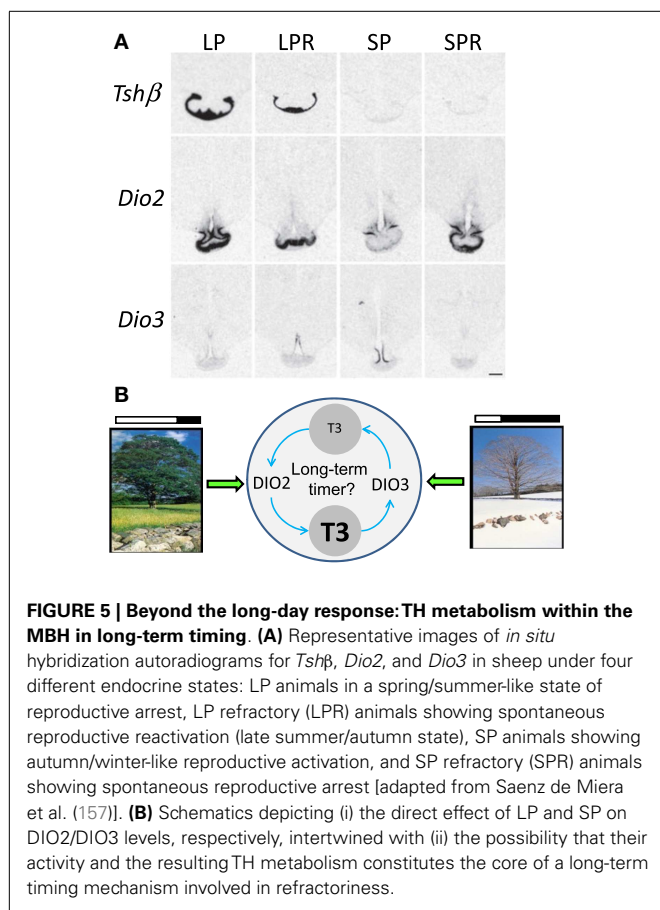 A
LP LPR SP SPR
Tshβ
Dio2
Dio3
B
T3
Long-term
DIO2 timer? DIO3
T3
FIGURE 5 | Beyond the long-day response: TH metabolism within the
MBH in long-term timing. (A) Representative images of in situ
hybridization autoradiograms for Tshβ, Dio2, and Dio3 in sheep under four
different endocrine states: LP animals in a spring/summer-like state of
reproductive arrest, LP refractory (LPR) animals showing spontaneous
reproductive reactivation (late summer/autumn state), SP animals showing
autumn/winter-like reproductive activation, and SP refractory (SPR) animals
showing spontaneous reproductive arrest [adapted from Saenz de Miera
et al. (157)]. (B) Schematics depicting (i) the direct effect of LP and SP on
DIO2/DIO3 levels, respectively, intertwined with (ii) the possibility that their
activity and the resulting TH metabolism constitutes the core of a long-term
timing mechanism involved in refractoriness.